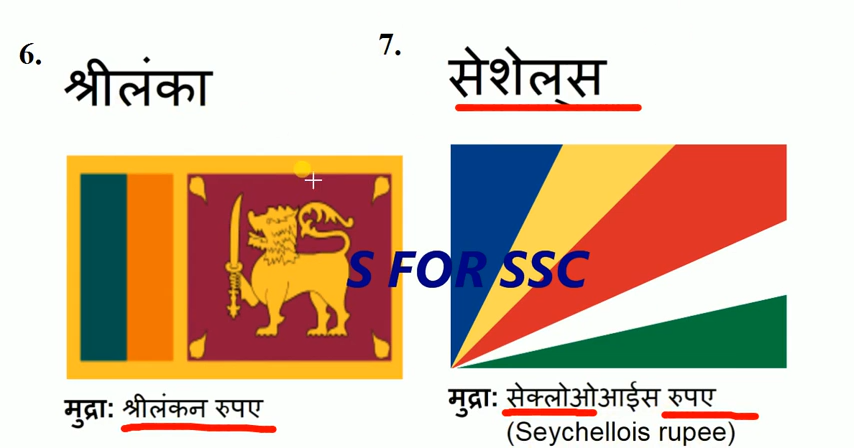 6.
श्रीलंका
7.
सेशेल्स
S FOR SSC
मुद्रा: श्रीलंकन रुपए
मुद्रा: सेक्लोओआईस रुपए
(Seychellois rupee)